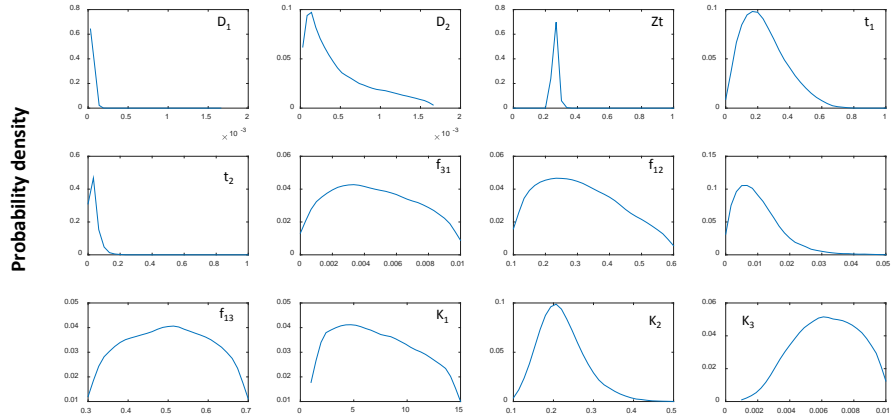 Probability density
0.8 0.6 0.4 0.2 0
D1
0 0.5 1 1.5 2
× 10 -3
0.1 0.05 0
D2
0 0.5 1 1.5 2
× 10 -3
0.8 0.6 0.4 0.2 0
Zt
0 0.2 0.4 0.6 0.8 1
0.1 0.05 0
t1
0 0.2 0.4 0.6 0.8 1
0.6 0.4 0.2 0
t2
0 0.2 0.4 0.6 0.8 1
0.06 0.04 0.02 0
f31
0 0.002 0.004 0.006 0.008 0.01
0.06 0.04 0.02 0
f12
0.1 0.2 0.3 0.4 0.5 0.6
0.15 0.1 0.05 0
0 0.01 0.02 0.03 0.04 0.05
0.05 0.04 0.03 0.02 0.01
f13
0.3 0.4 0.5 0.6 0.7
0.05 0.04 0.03 0.02 0.01
K1
0 5 10 15
0.1 0.05 0
K2
0.1 0.2 0.3 0.4 0.5
0.06 0.04 0.02 0
K3
0 0.002 0.004 0.006 0.008 0.01